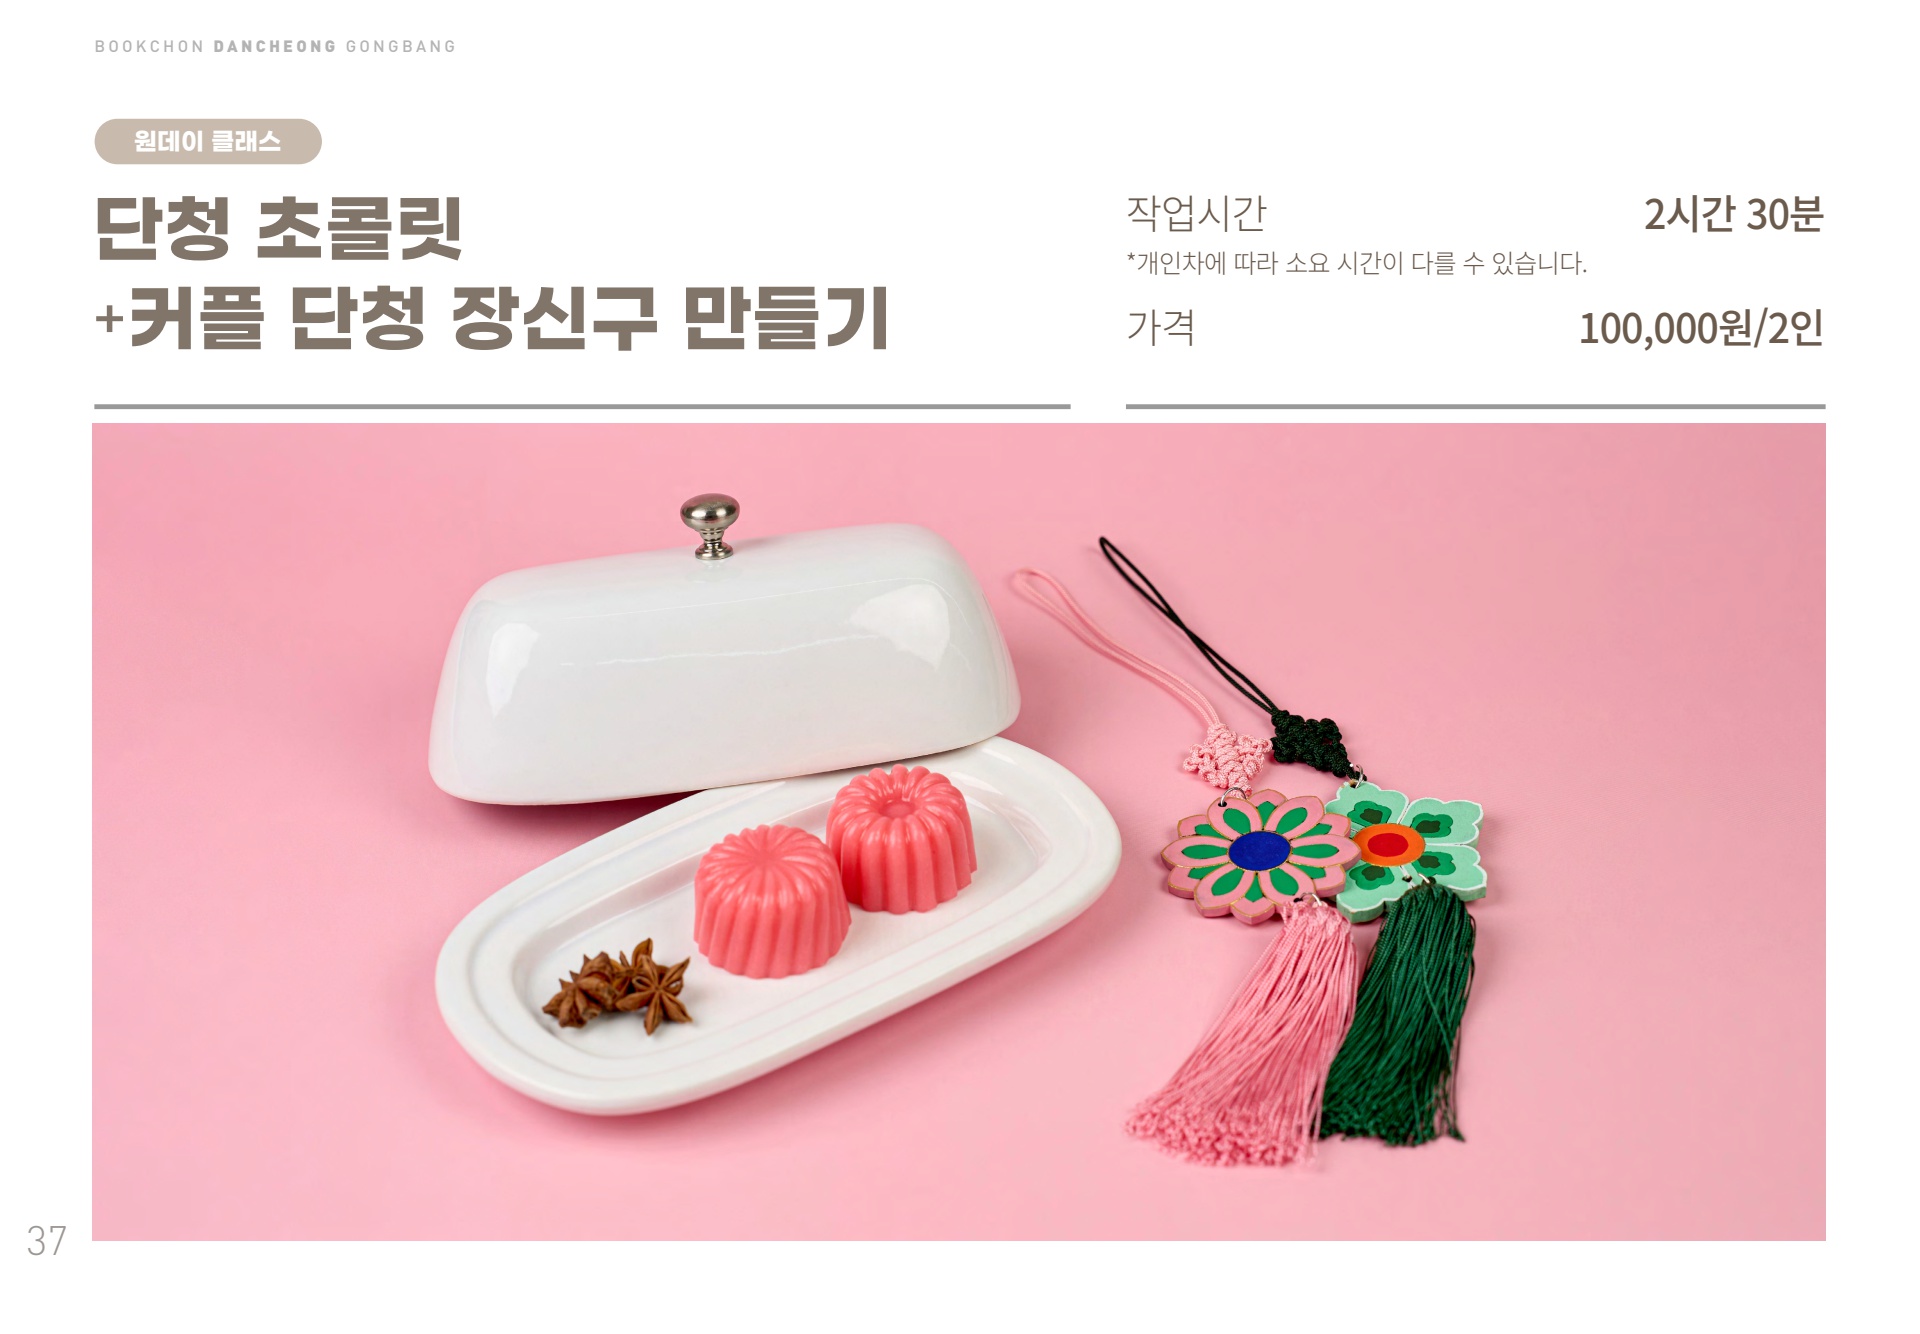 BOOKCHON DANCHEONG GONGBANG
원데이 클래스
단청 초콜릿
+커플 단청 장신구 만들기
작업시간 2시간 30분
*개인차에 따라 소요 시간이 다를 수 있습니다.
가격 100,000원/2인
37